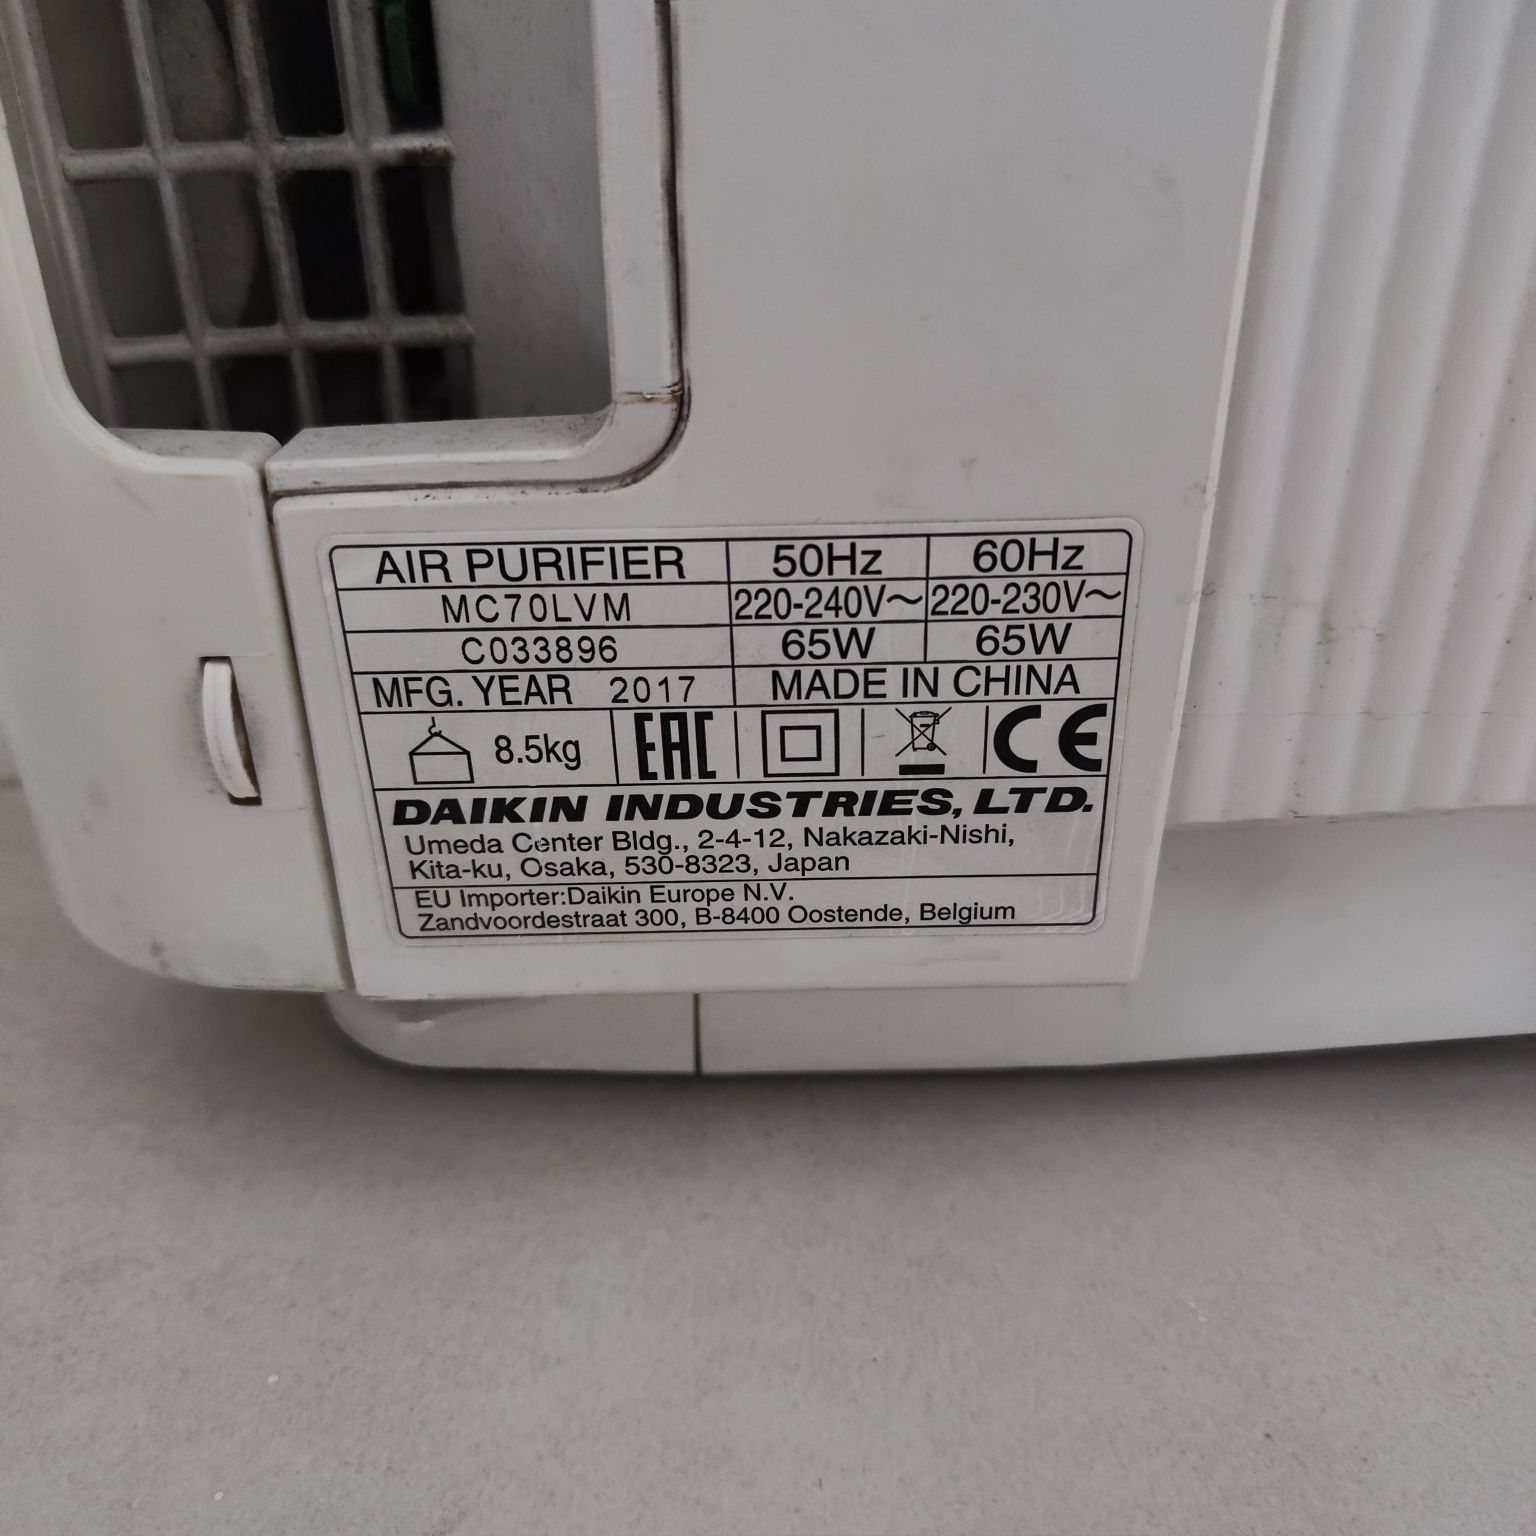 AIR PURIFIER 50Hz 60Hz
MC70LVM 220-240V～ 220-230V～
C033896 65W 65W
MFG. YEAR 2017 MADE IN CHINA
8.5kg EAC CE
DAIKIN INDUSTRIES, LTD.
Umeda Center Bldg., 2-4-12, Nakazaki-Nishi,
Kita-ku, Osaka, 530-8323, Japan
EU Importer:Daikin Europe N.V.
Zandvoordestraat 300, B-8400 Oostende, Belgium